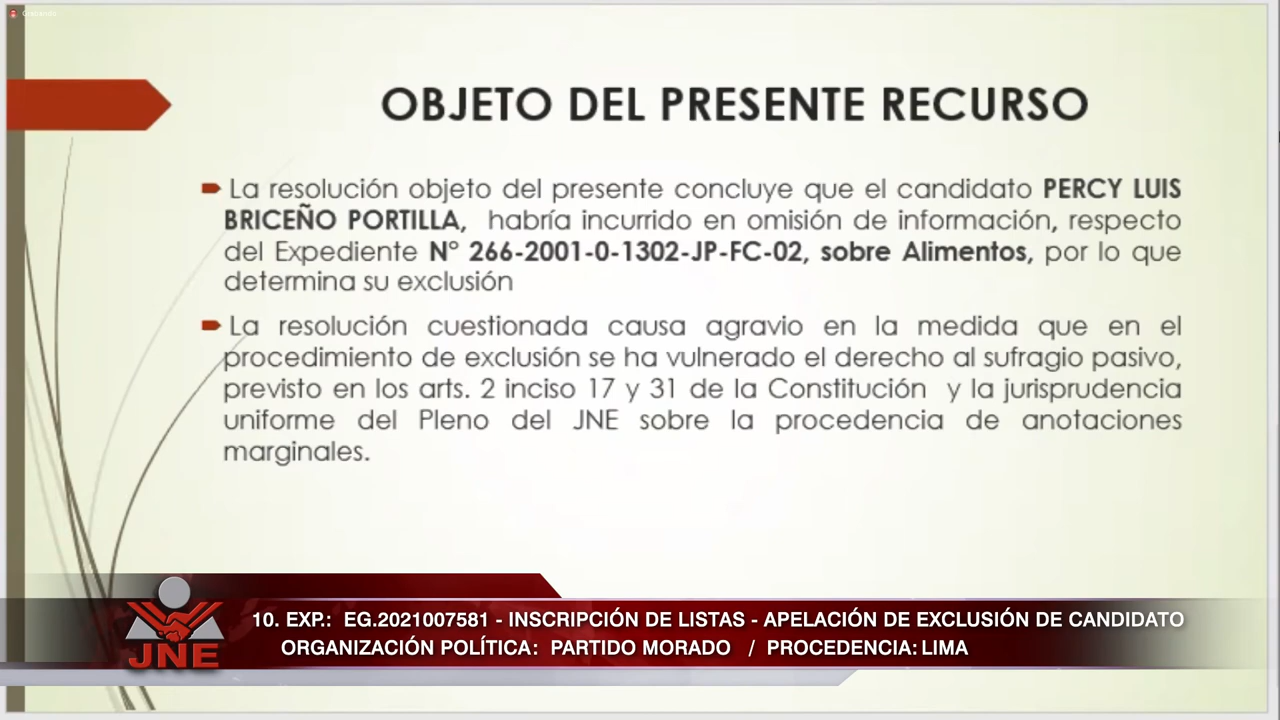 OBJETO DEL PRESENTE RECURSO
La resolución objeto del presente concluye que el candidato PERCY LUIS
BRICEÑO PORTILLA, habría incurrido en omisión de información, respecto
del Expediente N° 266-2001-0-1302-JP-FC-02, sobre Alimentos, por lo que
determina su exclusión
La resolución cuestionada causa agravio en la medida que en el
procedimiento de exclusión se ha vulnerado el derecho al sufragio pasivo,
previsto en los arts. 2 inciso 17 y 31 de la Constitución y la jurisprudencia
uniforme del Pleno del JNE sobre la procedencia de anotaciones
marginales.
10. EXP.: EG.2021007581 - INSCRIPCIÓN DE LISTAS - APELACIÓN DE EXCLUSIÓN DE CANDIDATO
ORGANIZACIÓN POLÍTICA: PARTIDO MORADO / PROCEDENCIA: LIMA
JNE